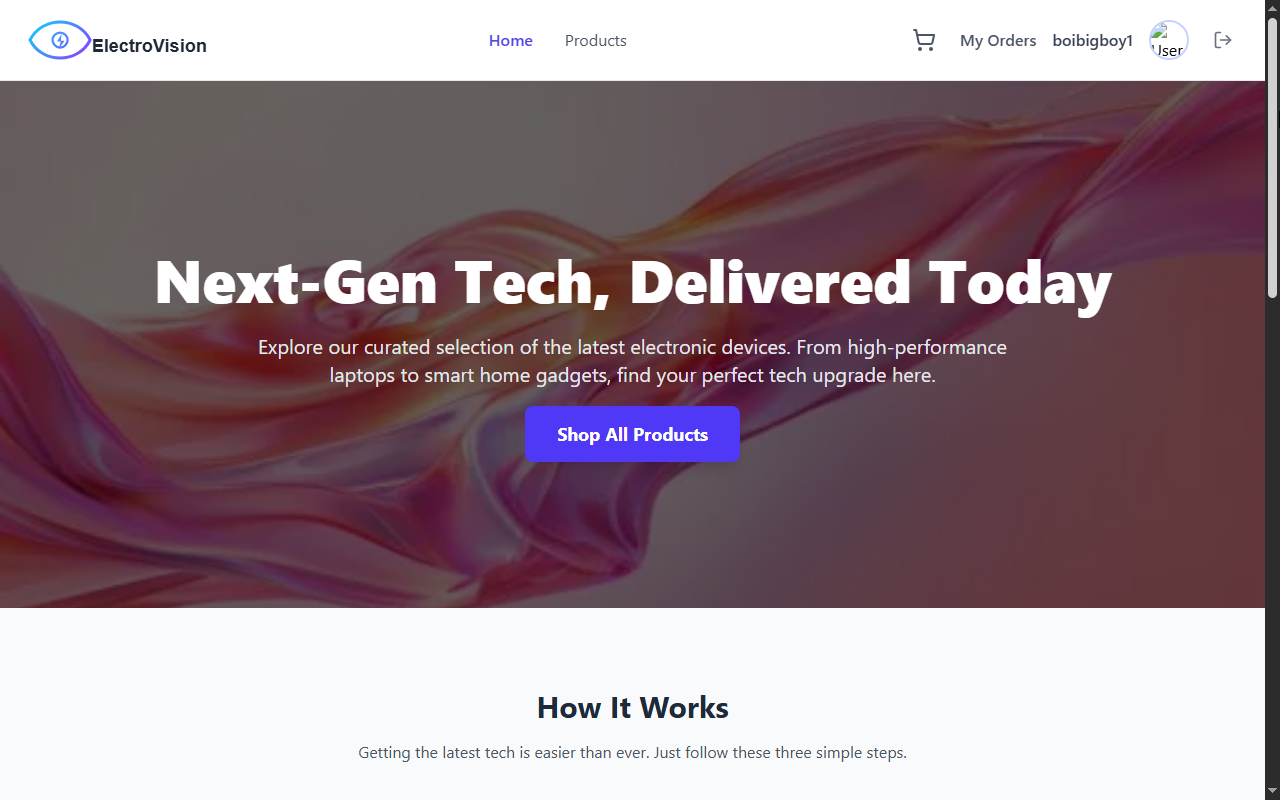 ElectroVision
Home
Products
My Orders
boibigboy1
User
Next-Gen Tech, Delivered Today
Explore our curated selection of the latest electronic devices. From high-performance
laptops to smart home gadgets, find your perfect tech upgrade here.
Shop All Products
How It Works
Getting the latest tech is easier than ever. Just follow these three simple steps.